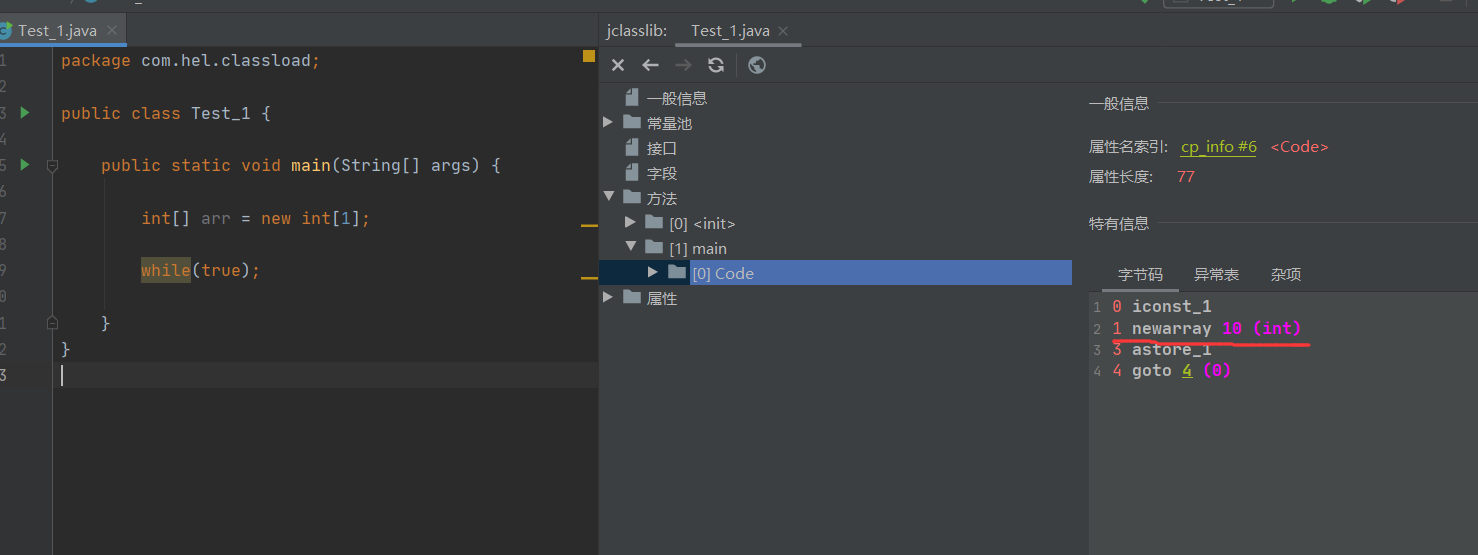 Test_1.java
jclasslib: Test_1.java
1 package com.hel.classload;
2
3 public class Test_1 {
4
5 public static void main(String[] args) {
6
7 int[] arr = new int[1];
8
9 while(true);
0
1 }
2 }
3
一般信息
常量池
接口
字段
方法
[0] <init>
[1] main
[0] Code
属性
一般信息
属性名索引: cp_info #6 <Code>
属性长度: 77
特有信息
字节码 异常表 杂项
1 0 iconst_1
2 1 newarray 10 (int)
3 3 astore_1
4 4 goto 4 (0)